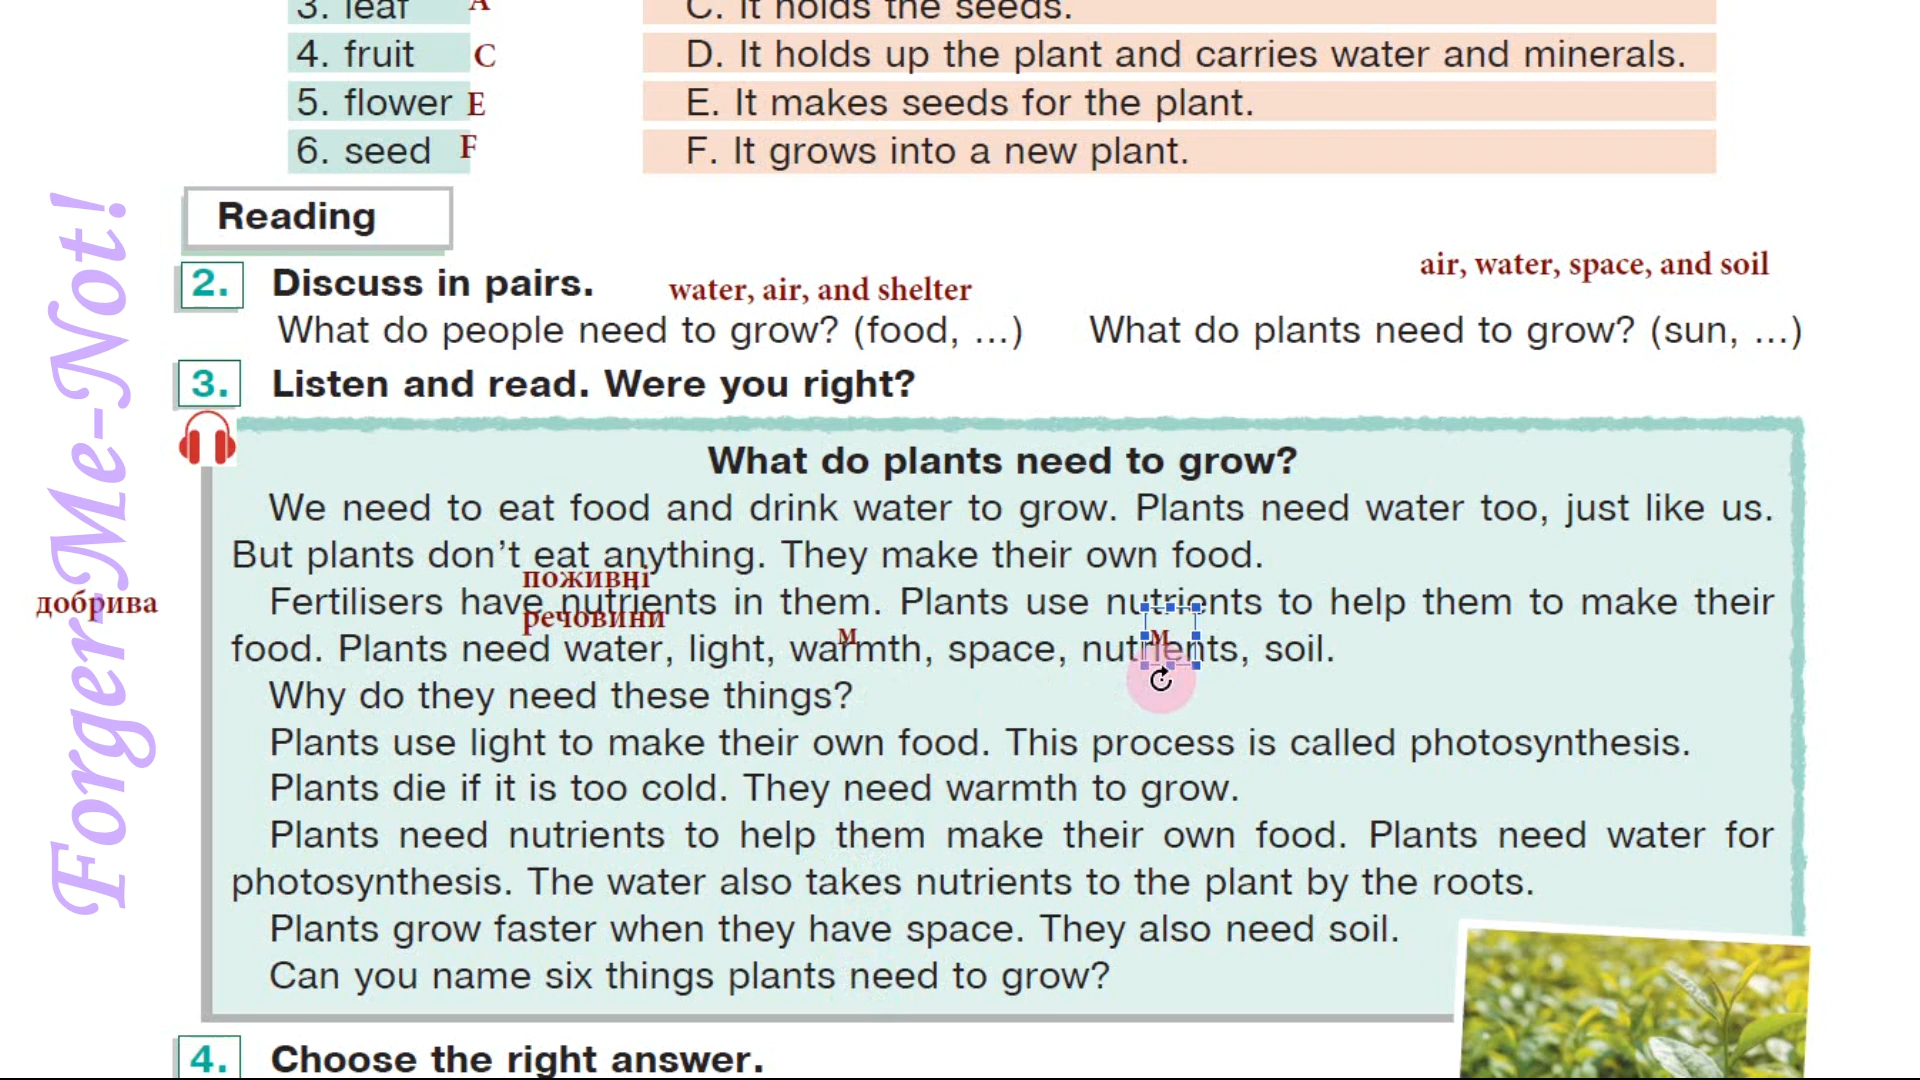 3. leaf A C. It holds the seeds.
4. fruit C D. It holds up the plant and carries water and minerals.
5. flower E E. It makes seeds for the plant.
6. seed F F. It grows into a new plant.
Reading
air, water, space, and soil
2. Discuss in pairs. water, air, and shelter
What do people need to grow? (food, ...) What do plants need to grow? (sun, ...)
3. Listen and read. Were you right?
What do plants need to grow?
We need to eat food and drink water to grow. Plants need water too, just like us.
But plants don't eat anything. They make their own food.
поживні
добрива Fertilisers have nutrients in them. Plants use nutrients to help them to make their
речовини м м
food. Plants need water, light, warmth, space, nutrients, soil.
Why do they need these things?
Plants use light to make their own food. This process is called photosynthesis.
Plants die if it is too cold. They need warmth to grow.
Plants need nutrients to help them make their own food. Plants need water for
photosynthesis. The water also takes nutrients to the plant by the roots.
Plants grow faster when they have space. They also need soil.
Can you name six things plants need to grow?
4. Choose the right answer.
Forger-Me-Not!